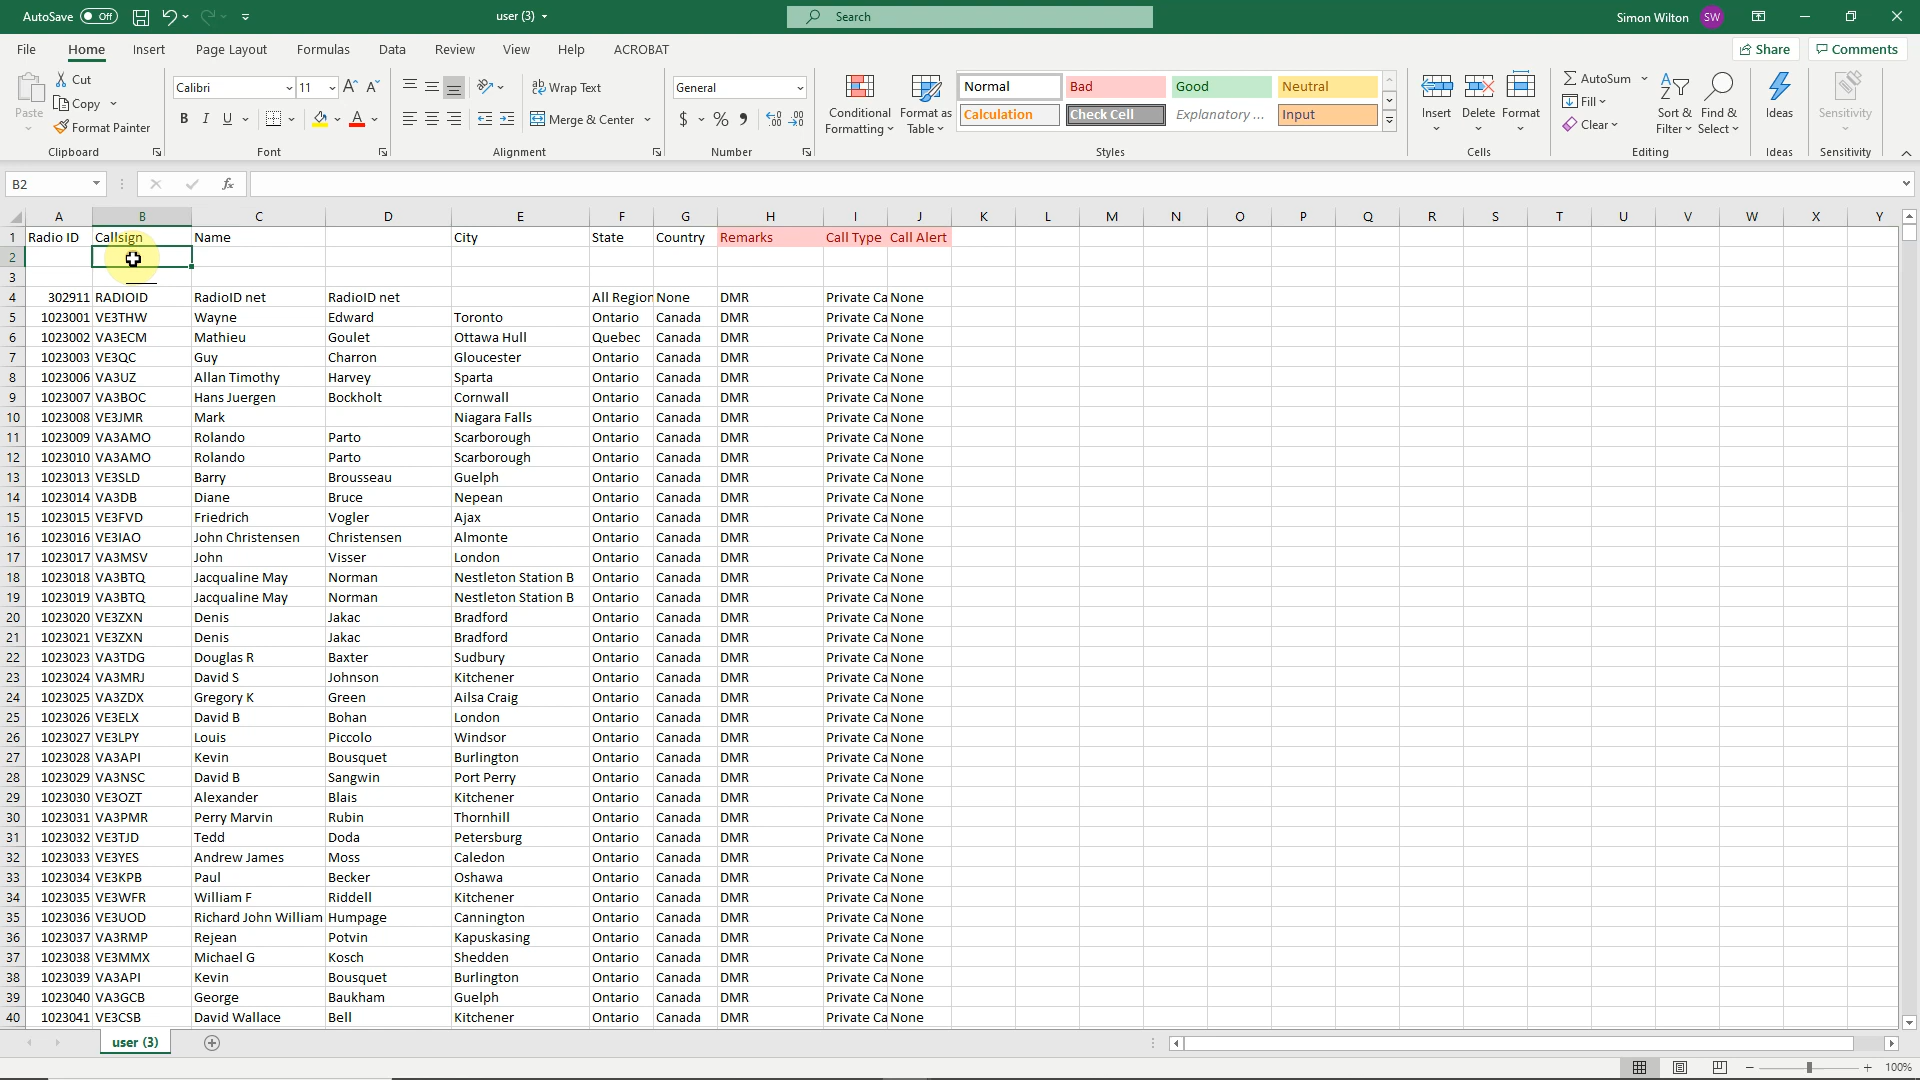 AutoSave Off user (3) Search Simon Wilton SW
File Home Insert Page Layout Formulas Data Review View Help ACROBAT Share Comments
Paste Cut Copy Format Painter Clipboard
Calibri 11 B I U A Font
Wrap Text Merge & Center Alignment
General $ % Number
Conditional Formatting Format as Table Normal Bad Good Neutral
Calculation Check Cell Explanatory ... Input Styles
Insert Delete Format Cells
AutoSum Fill Clear Sort & Filter Find & Select Editing
Ideas Ideas Sensitivity Sensitivity
B2 fx
A B C D E F G H I J K L M N O P Q R S T U V W X Y
1 Radio ID Callsign Name City State Country Remarks Call Type Call Alert
2
3
4 302911 RADIOID RadioID net RadioID net All Region None DMR Private Ca None
5 1023001 VE3THW Wayne Edward Toronto Ontario Canada DMR Private Ca None
6 1023002 VA3ECM Mathieu Goulet Ottawa Hull Quebec Canada DMR Private Ca None
7 1023003 VE3QC Guy Charron Gloucester Ontario Canada DMR Private Ca None
8 1023006 VA3UZ Allan Timothy Harvey Sparta Ontario Canada DMR Private Ca None
9 1023007 VA3BOC Hans Juergen Bockholt Cornwall Ontario Canada DMR Private Ca None
10 1023008 VE3JMR Mark Niagara Falls Ontario Canada DMR Private Ca None
11 1023009 VA3AMO Rolando Parto Scarborough Ontario Canada DMR Private Ca None
12 1023010 VA3AMO Rolando Parto Scarborough Ontario Canada DMR Private Ca None
13 1023013 VE3SLD Barry Brousseau Guelph Ontario Canada DMR Private Ca None
14 1023014 VA3DB Diane Bruce Nepean Ontario Canada DMR Private Ca None
15 1023015 VE3FVD Friedrich Vogler Ajax Ontario Canada DMR Private Ca None
16 1023016 VE3IAO John Christensen Christensen Almonte Ontario Canada DMR Private Ca None
17 1023017 VA3MSV John Visser London Ontario Canada DMR Private Ca None
18 1023018 VA3BTQ Jacqualine May Norman Nestleton Station B Ontario Canada DMR Private Ca None
19 1023019 VA3BTQ Jacqualine May Norman Nestleton Station B Ontario Canada DMR Private Ca None
20 1023020 VE3ZXN Denis Jakac Bradford Ontario Canada DMR Private Ca None
21 1023021 VE3ZXN Denis Jakac Bradford Ontario Canada DMR Private Ca None
22 1023023 VA3TDG Douglas R Baxter Sudbury Ontario Canada DMR Private Ca None
23 1023024 VA3MRJ David S Johnson Kitchener Ontario Canada DMR Private Ca None
24 1023025 VA3ZDX Gregory K Green Ailsa Craig Ontario Canada DMR Private Ca None
25 1023026 VE3ELX David B Bohan London Ontario Canada DMR Private Ca None
26 1023027 VE3LPY Louis Piccolo Windsor Ontario Canada DMR Private Ca None
27 1023028 VA3API Kevin Bousquet Burlington Ontario Canada DMR Private Ca None
28 1023029 VA3NSC David B Sangwin Port Perry Ontario Canada DMR Private Ca None
29 1023030 VE3OZT Alexander Blais Kitchener Ontario Canada DMR Private Ca None
30 1023031 VA3PMR Perry Marvin Rubin Thornhill Ontario Canada DMR Private Ca None
31 1023032 VE3TJD Tedd Doda Petersburg Ontario Canada DMR Private Ca None
32 1023033 VE3YES Andrew James Moss Caledon Ontario Canada DMR Private Ca None
33 1023034 VE3KPB Paul Becker Oshawa Ontario Canada DMR Private Ca None
34 1023035 VE3WFR William F Riddell Kitchener Ontario Canada DMR Private Ca None
35 1023036 VE3UOD Richard John William Humpage Cannington Ontario Canada DMR Private Ca None
36 1023037 VA3RMP Rejean Potvin Kapuskasing Ontario Canada DMR Private Ca None
37 1023038 VE3MMX Michael G Kosch Shedden Ontario Canada DMR Private Ca None
38 1023039 VA3API Kevin Bousquet Burlington Ontario Canada DMR Private Ca None
39 1023040 VA3GCB George Baukham Guelph Ontario Canada DMR Private Ca None
40 1023041 VE3CSB David Wallace Bell Kitchener Ontario Canada DMR Private Ca None
user (3)
100%